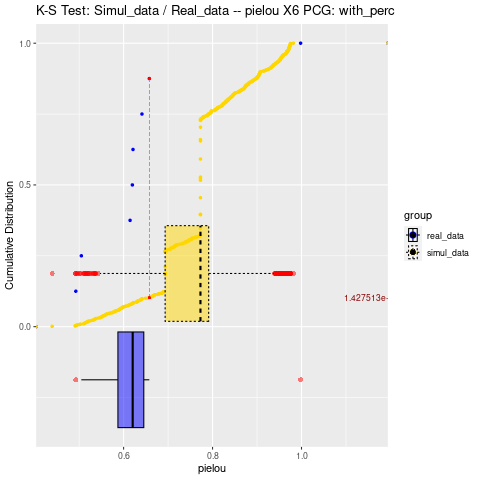 K-S Test: Simul_data / Real_data -- pielou X6 PCG: with_perc
1.0
0.5
0.0
Cumulative Distribution
0.6
0.8
1.0
pielou
1.427513e-
group
real_data
simul_data